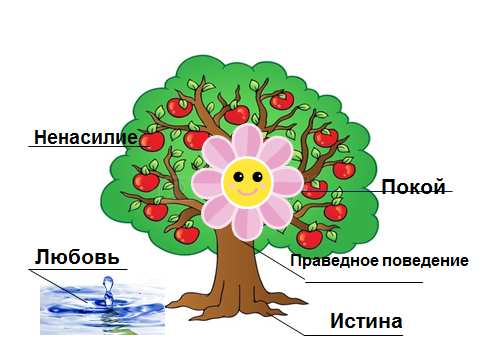 Ненасилие
Покой
Любовь
Праведное поведение
Истина